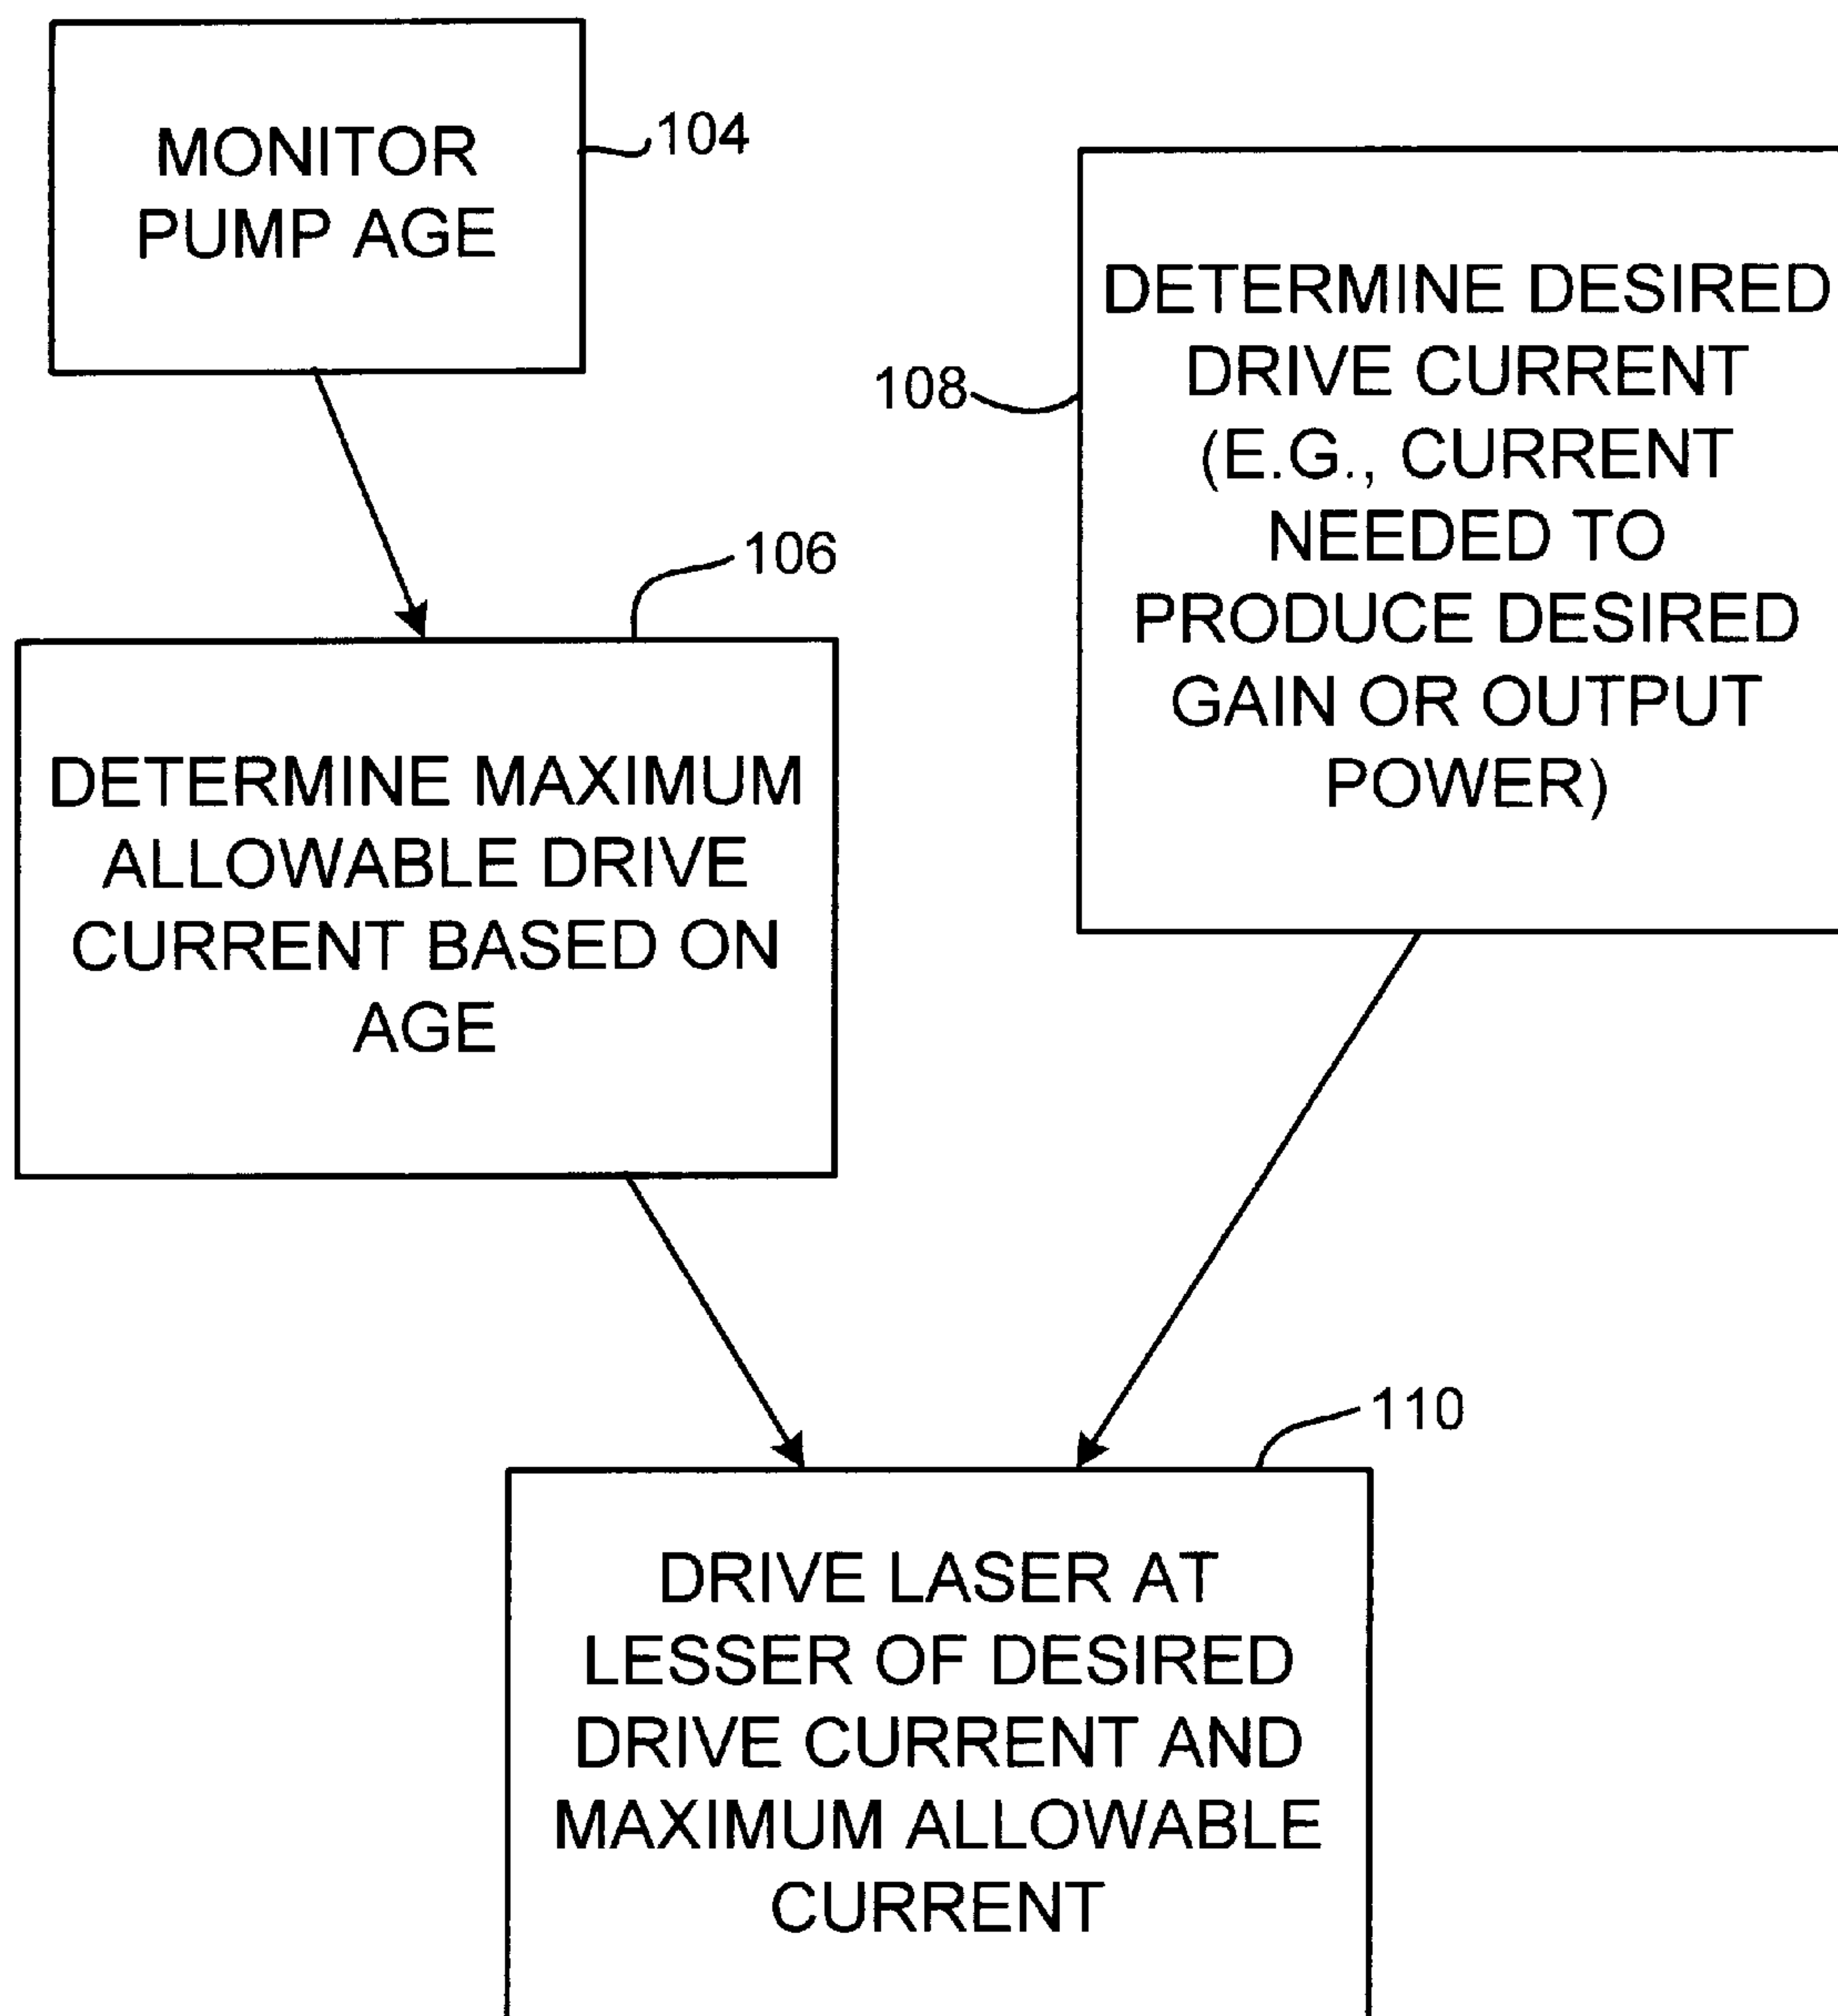 MONITOR
PUMP AGE
104
106
DETERMINE MAXIMUM
ALLOWABLE DRIVE
CURRENT BASED ON
AGE
108
DETERMINE DESIRED
DRIVE CURRENT
(E.G., CURRENT
NEEDED TO
PRODUCE DESIRED
GAIN OR OUTPUT
POWER)
110
DRIVE LASER AT
LESSER OF DESIRED
DRIVE CURRENT AND
MAXIMUM ALLOWABLE
CURRENT